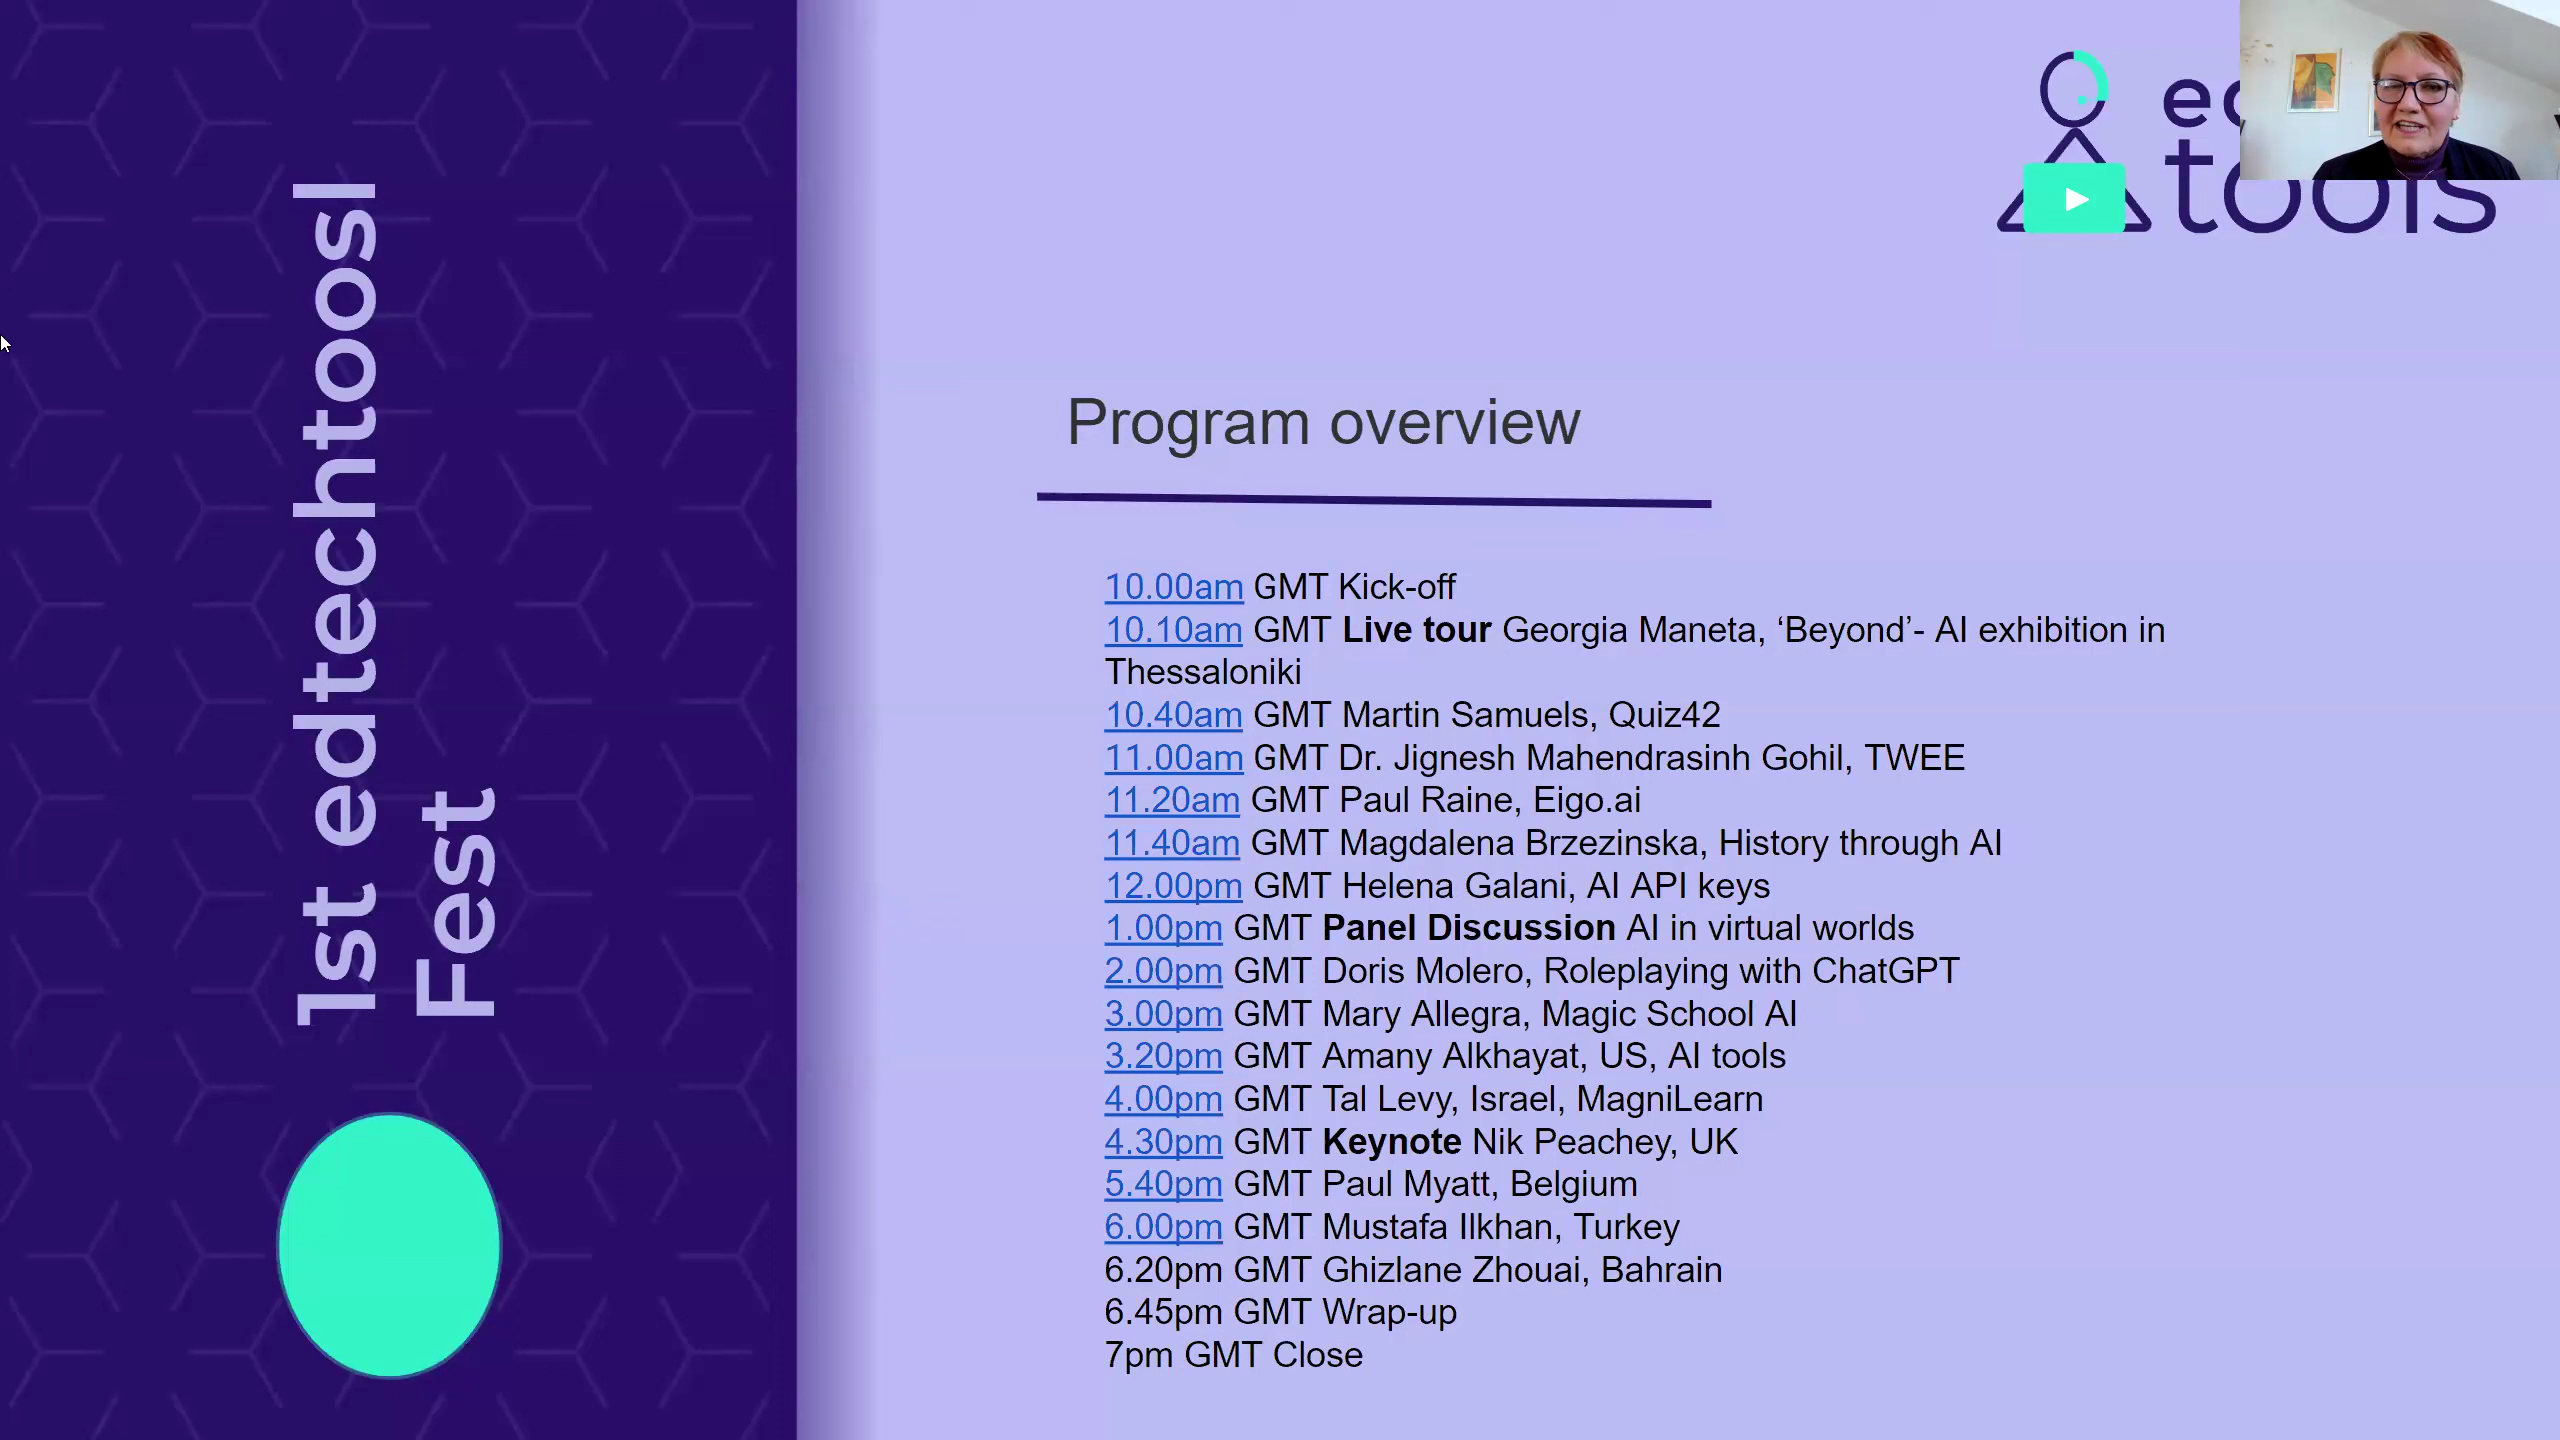 1st edtechtoosl
Fest
tools
Program overview
10.00am GMT Kick-off
10.10am GMT Live tour Georgia Maneta, ‘Beyond’- AI exhibition in
Thessaloniki
10.40am GMT Martin Samuels, Quiz42
11.00am GMT Dr. Jignesh Mahendrasinh Gohil, TWEE
11.20am GMT Paul Raine, Eigo.ai
11.40am GMT Magdalena Brzezinska, History through AI
12.00pm GMT Helena Galani, AI API keys
1.00pm GMT Panel Discussion AI in virtual worlds
2.00pm GMT Doris Molero, Roleplaying with ChatGPT
3.00pm GMT Mary Allegra, Magic School AI
3.20pm GMT Amany Alkhayat, US, AI tools
4.00pm GMT Tal Levy, Israel, MagniLearn
4.30pm GMT Keynote Nik Peachey, UK
5.40pm GMT Paul Myatt, Belgium
6.00pm GMT Mustafa Ilkhan, Turkey
6.20pm GMT Ghizlane Zhouai, Bahrain
6.45pm GMT Wrap-up
7pm GMT Close